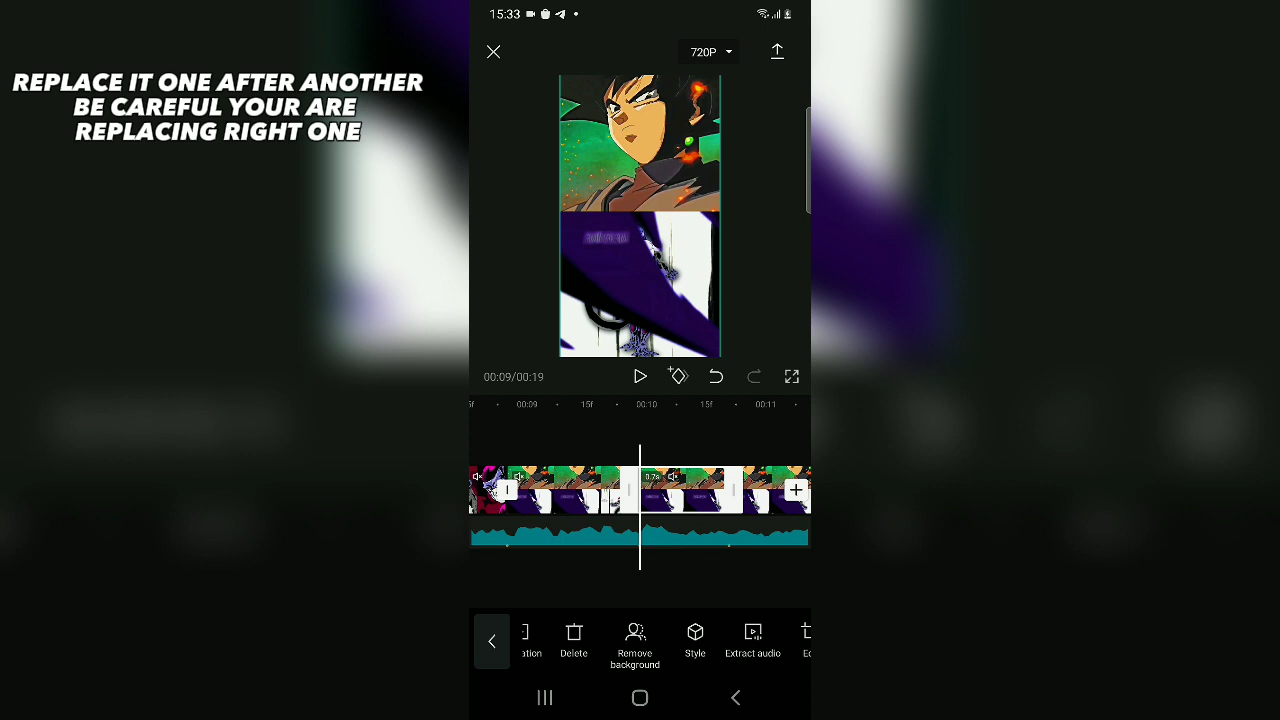 15:33
REPLACE IT ONE AFTER ANOTHER
BE CAREFUL YOUR ARE
REPLACING RIGHT ONE
720P
00:09/00:19
5f 00:09 15f 00:10 15f 00:11
0.7s
ation
Delete
Remove
background
Style
Extract audio